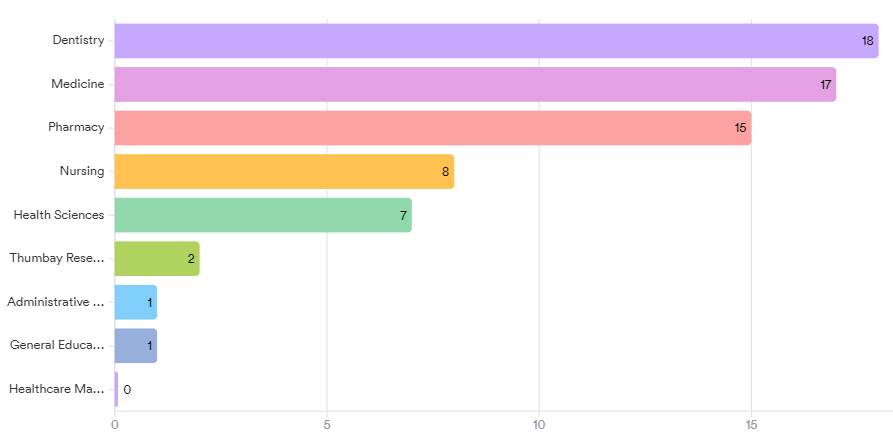 Dentistry 18
Medicine 17
Pharmacy 15
Nursing 8
Health Sciences 7
Thumbay Rese... 2
Administrative ... 1
General Educa... 1
Healthcare Ma... 0
0 5 10 15